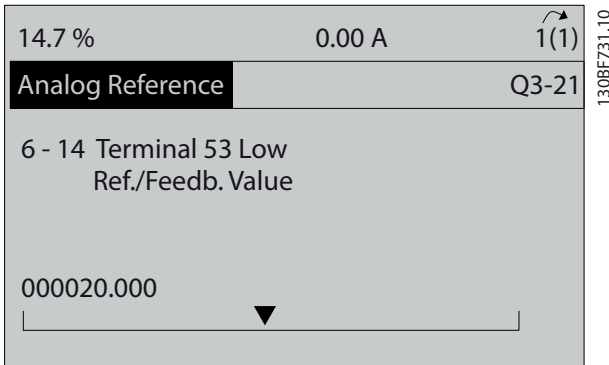 14.7 % 0.00 A 1(1)
Analog Reference Q3-21
6 - 14 Terminal 53 Low
Ref./Feedb. Value
000020.000
130BF731.10